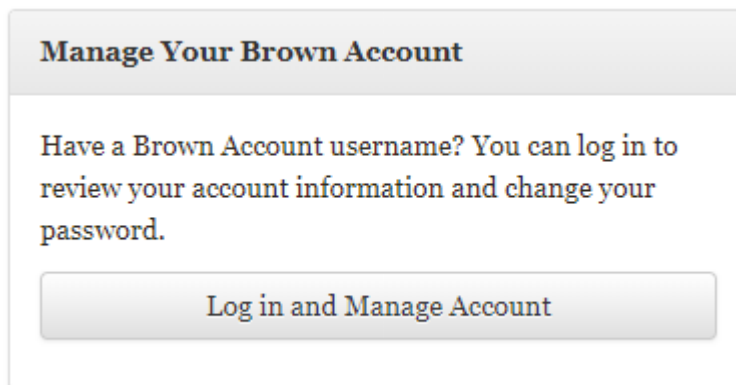 Manage Your Brown Account
Have a Brown Account username? You can log in to
review your account information and change your
password.
Log in and Manage Account